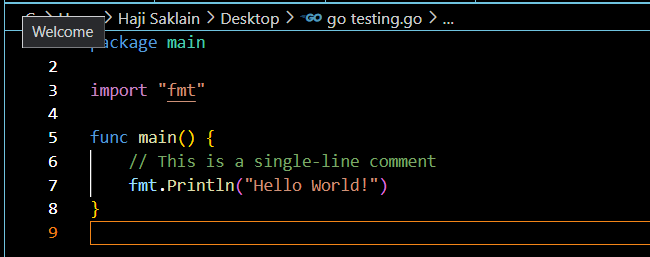 Haji Saklain > Desktop > GO go testing.go > ...
Welcome
package main
2
3 import "fmt"
4
5 func main() {
6 // This is a single-line comment
7 fmt.Println("Hello World!")
8 }
9